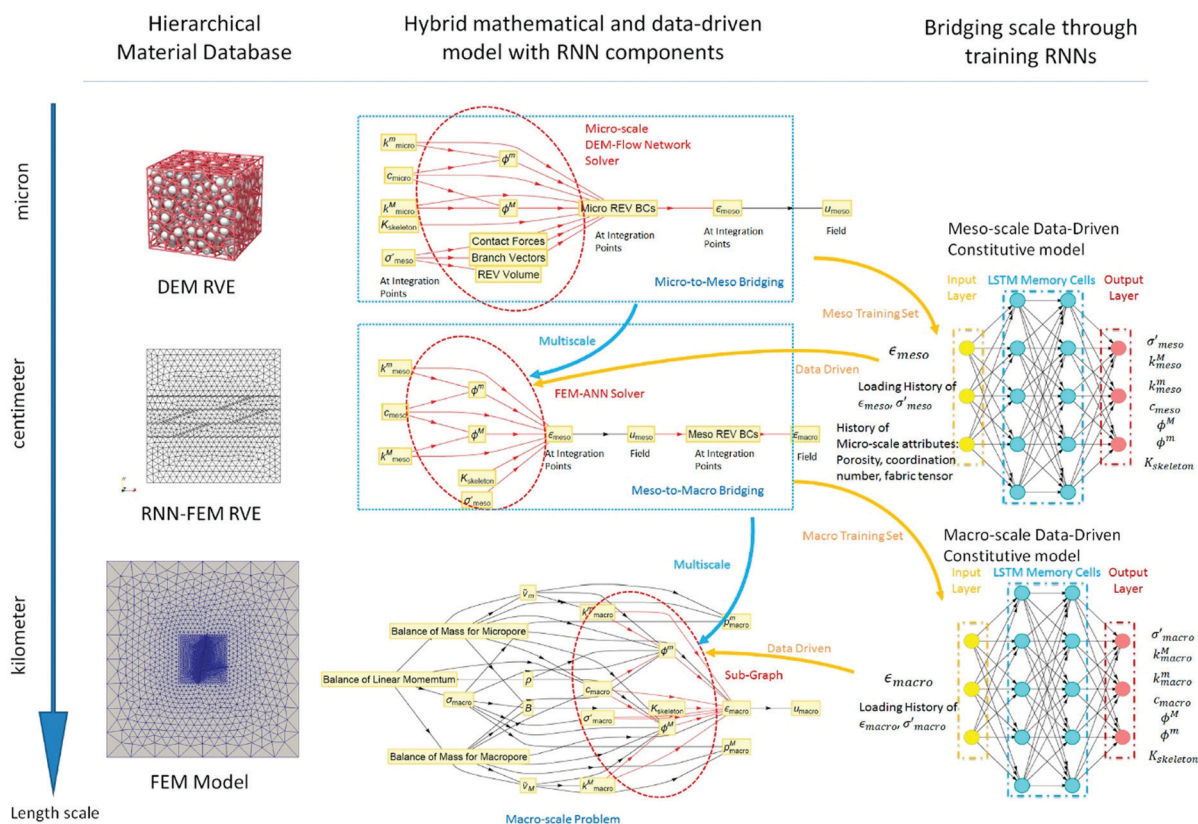 Hierarchical
Material Database
Hybrid mathematical and data-driven
model with RNN components
Bridging scale through
training RNNs
micron
centimeter
kilometer
Length scale
DEM RVE
RNN-FEM RVE
FEM Model
Micro-scale
DEM-Flow Network
Solver
k^m_micro
c_micro
k^M_micro
K_skeleton
σ'_meso
ϕ^m
ϕ^M
Contact Forces
Branch Vectors
REV Volume
At Integration
Points
Micro REV BCs
At Integration
Points
ϵ_meso
At Integration
Points
u_meso
Field
Micro-to-Meso Bridging
Multiscale
Meso Training Set
Data Driven
k^m_meso
c_meso
k^M_meso
ϕ^m
ϕ^M
K_skeleton
σ'_meso
FEM-ANN Solver
ϵ_meso
At Integration
Points
u_meso
Field
Meso REV BCs
At Integration
Points
ϵ_macro
Field
Meso-to-Macro Bridging
Multiscale
Macro Training Set
Data Driven
Meso-scale Data-Driven
Constitutive model
Input
Layer
LSTM Memory Cells
Output
Layer
ϵ_meso
Loading History of
ϵ_meso, σ'_meso
History of
Micro-scale attributes:
Porosity, coordination
number, fabric tensor
σ'_meso
k^M_meso
k^m_meso
c_meso
ϕ^M
ϕ^m
K_skeleton
Balance of Mass for Micropore
Balance of Linear Momentum
Balance of Mass for Macropore
σ_macro
ṽ_m
ρ
B
ṽ_M
k^m_macro
c_macro
σ'_macro
k^M_macro
K_skeleton
ϕ^m
ϕ^M
Sub-Graph
p^m_macro
ϵ_macro
u_macro
p^M_macro
Macro-scale Problem
Macro-scale Data-Driven
Constitutive model
Input
Layer
LSTM Memory Cells
Output
Layer
ϵ_macro
Loading History of
ϵ_macro, σ'_macro
σ'_macro
k^M_macro
k^m_macro
c_macro
ϕ^M
ϕ^m
K_skeleton